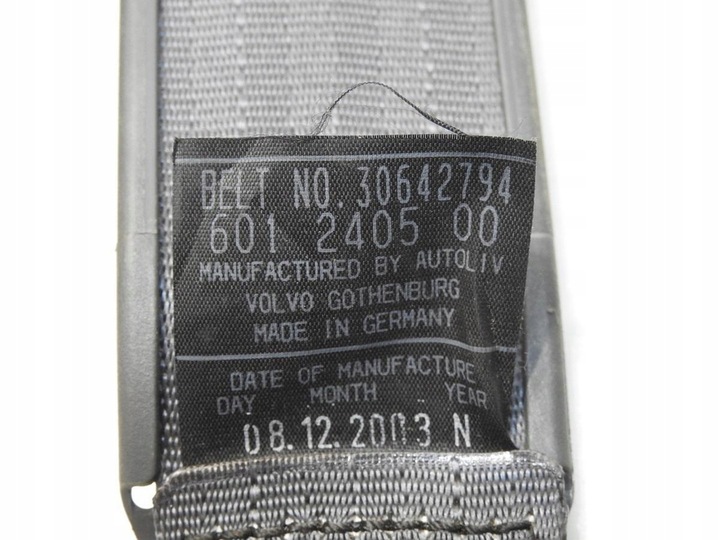 BELT NO. 30642794
601 2405 00
MANUFACTURED BY AUTOLIV
VOLVO GOTHENBURG
MADE IN GERMANY
DATE OF MANUFACTURE
DAY MONTH YEAR
08.12.2003 N